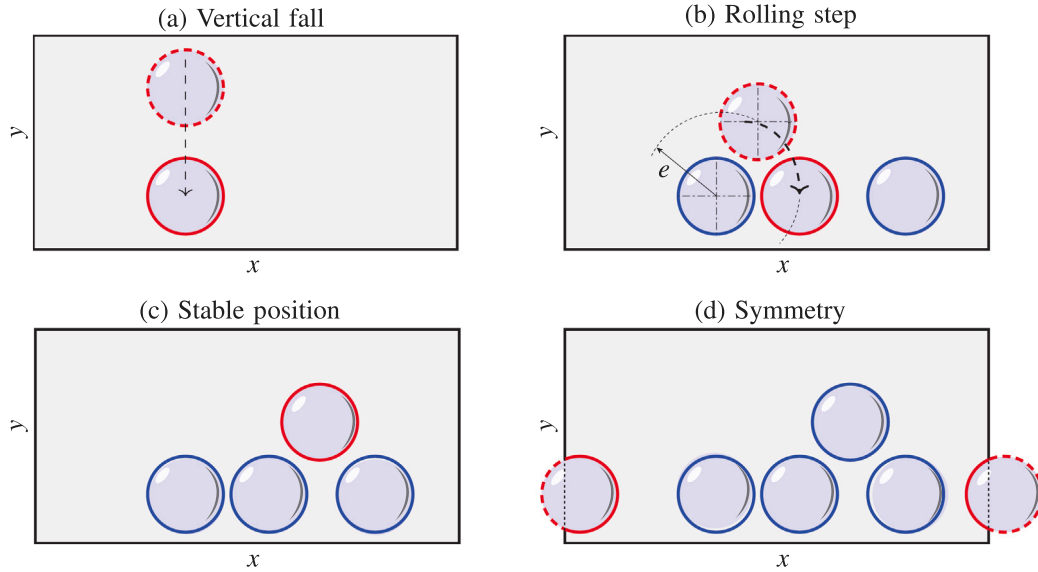 (a) Vertical fall
(b) Rolling step
y
x
y
e
x
(c) Stable position
(d) Symmetry
y
x
y
x